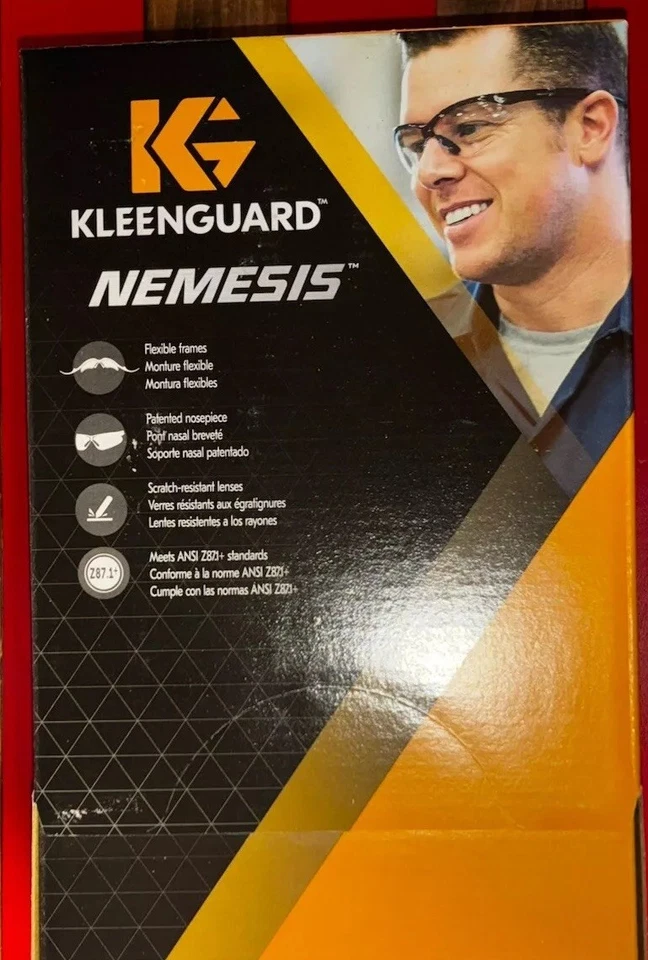 KG
KLEENGUARD™
NEMESIS™
Flexible frames
Monture flexible
Montura flexibles
Patented nosepiece
Pont nasal breveté
Soporte nasal patentado
Scratch-resistant lenses
Verres résistants aux égratignures
Lentes resistentes a los rayones
Z87.1+
Meets ANSI Z87.1+ standards
Conforme à la norme ANSI Z87.1+
Cumple con las normas ANSI Z87.1+